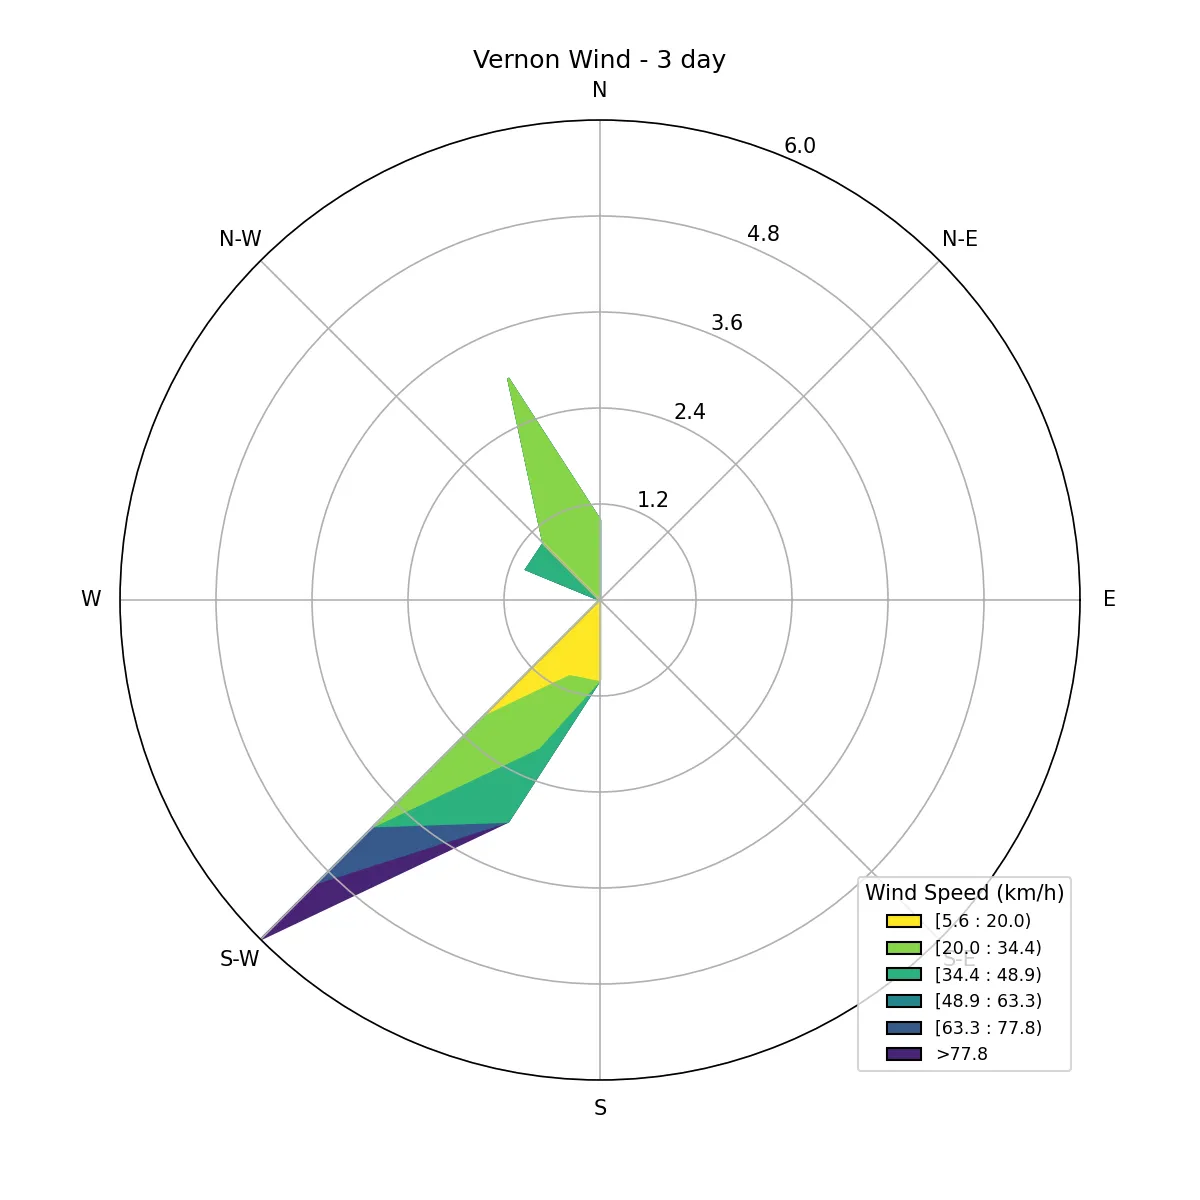 Vernon Wind - 3 day
N
6.0
N-W
4.8
N-E
3.6
2.4
1.2
W
E
Wind Speed (km/h)
[5.6 : 20.0)
[20.0 : 34.4)
S-W
S-E
[34.4 : 48.9)
[48.9 : 63.3)
[63.3 : 77.8)
>77.8
S